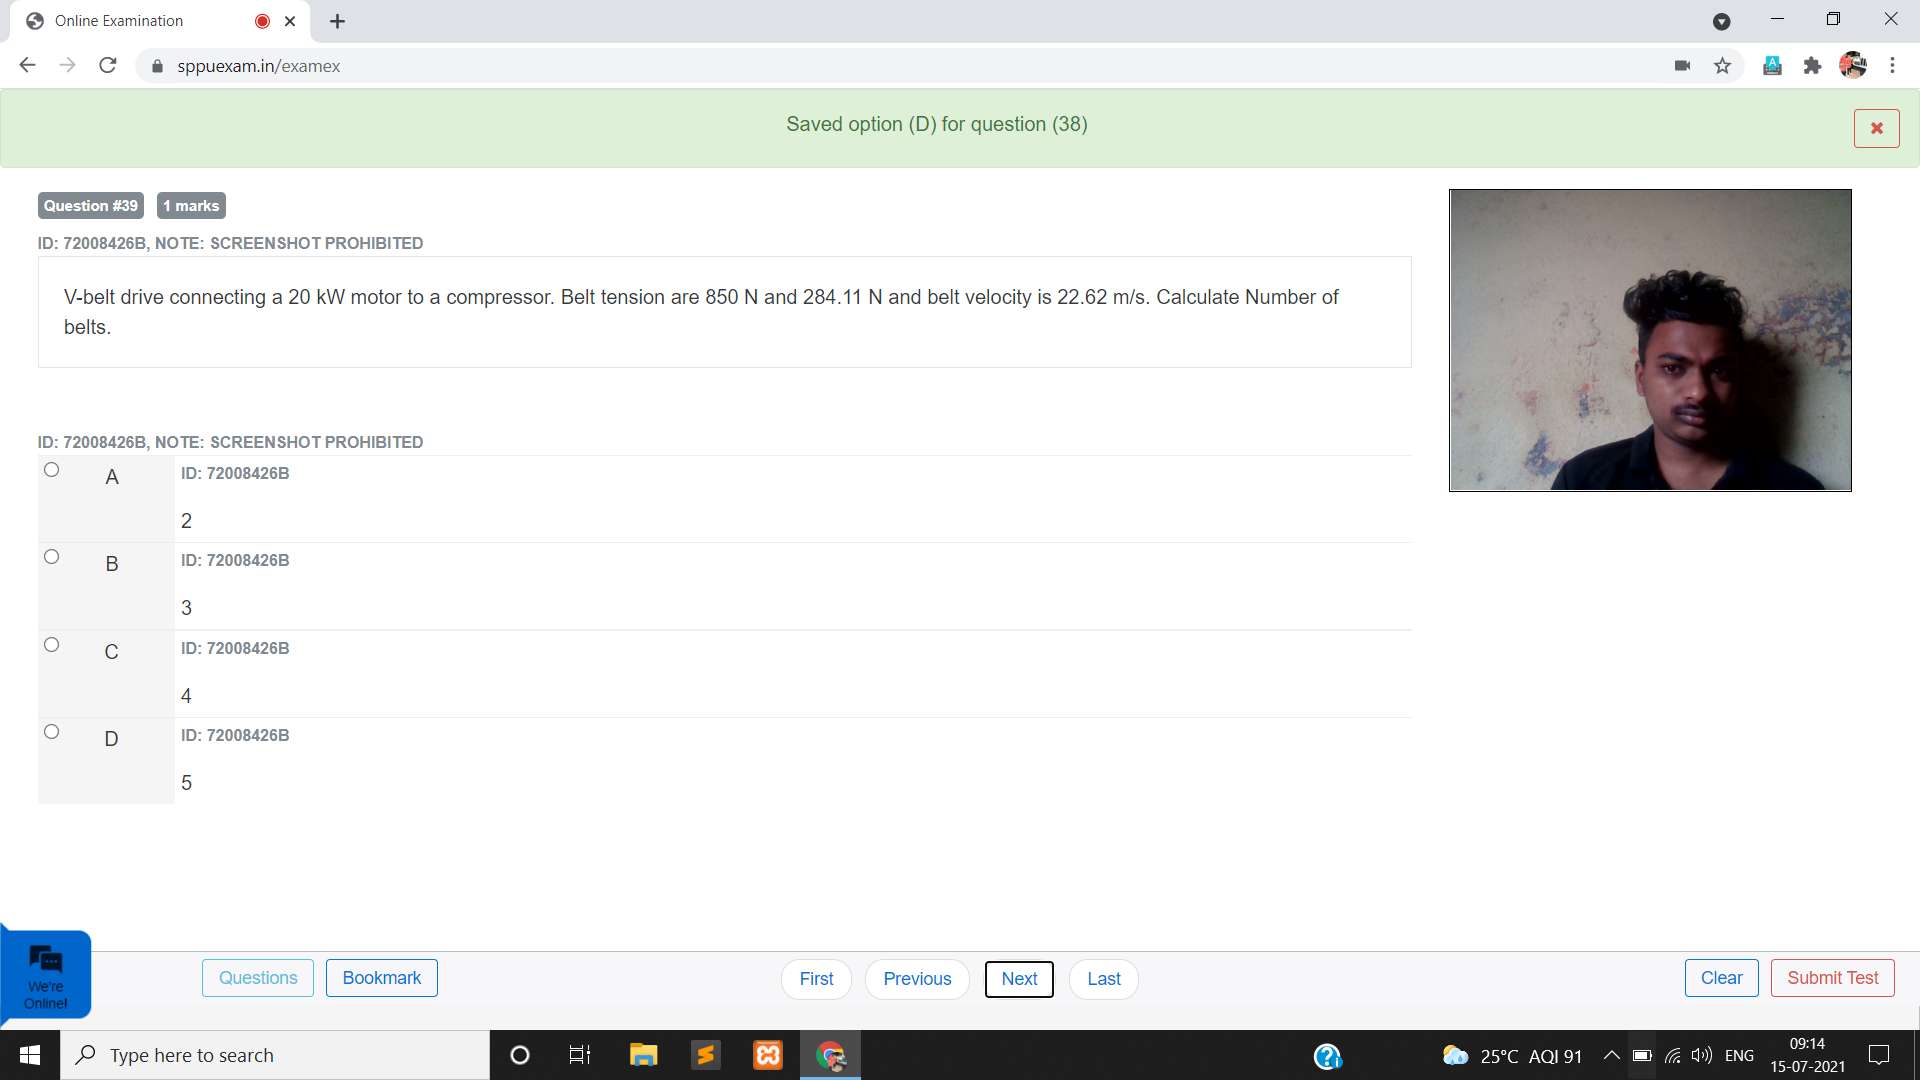 Online Examination
sppuexam.in/examex
Saved option (D) for question (38)
Question #39 1 marks
ID: 72008426B, NOTE: SCREENSHOT PROHIBITED
V-belt drive connecting a 20 kW motor to a compressor. Belt tension are 850 N and 284.11 N and belt velocity is 22.62 m/s. Calculate Number of
belts.
ID: 72008426B, NOTE: SCREENSHOT PROHIBITED
A ID: 72008426B
2
B ID: 72008426B
3
C ID: 72008426B
4
D ID: 72008426B
5
We're
Online!
Questions Bookmark First Previous Next Last Clear Submit Test
Type here to search
25°C AQI 91 ENG
09:14
15-07-2021